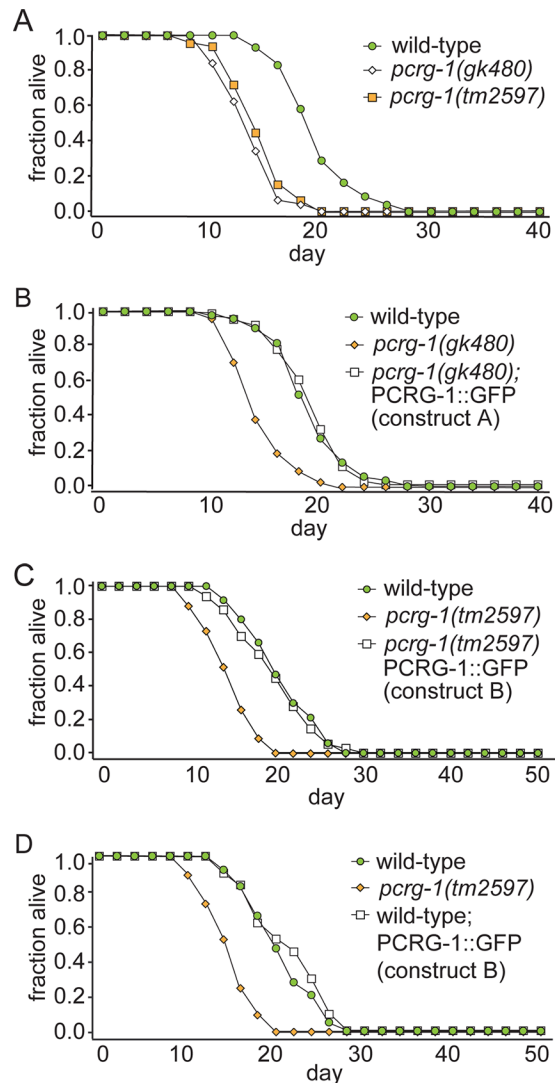 A
fraction alive
1.0
0.8
0.6
0.4
0.2
0.0
0
10
20
30
40
day
wild-type
pcrg-1(gk480)
pcrg-1(tm2597)
B
fraction alive
1.0
0.8
0.6
0.4
0.2
0.0
0
10
20
30
40
day
wild-type
pcrg-1(gk480)
pcrg-1(gk480);
PCRG-1::GFP
(construct A)
C
fraction alive
1.0
0.8
0.6
0.4
0.2
0.0
0
10
20
30
40
50
day
wild-type
pcrg-1(tm2597)
pcrg-1(tm2597)
PCRG-1::GFP
(construct B)
D
fraction alive
1.0
0.8
0.6
0.4
0.2
0.0
0
10
20
30
40
50
day
wild-type
pcrg-1(tm2597)
wild-type;
PCRG-1::GFP
(construct B)